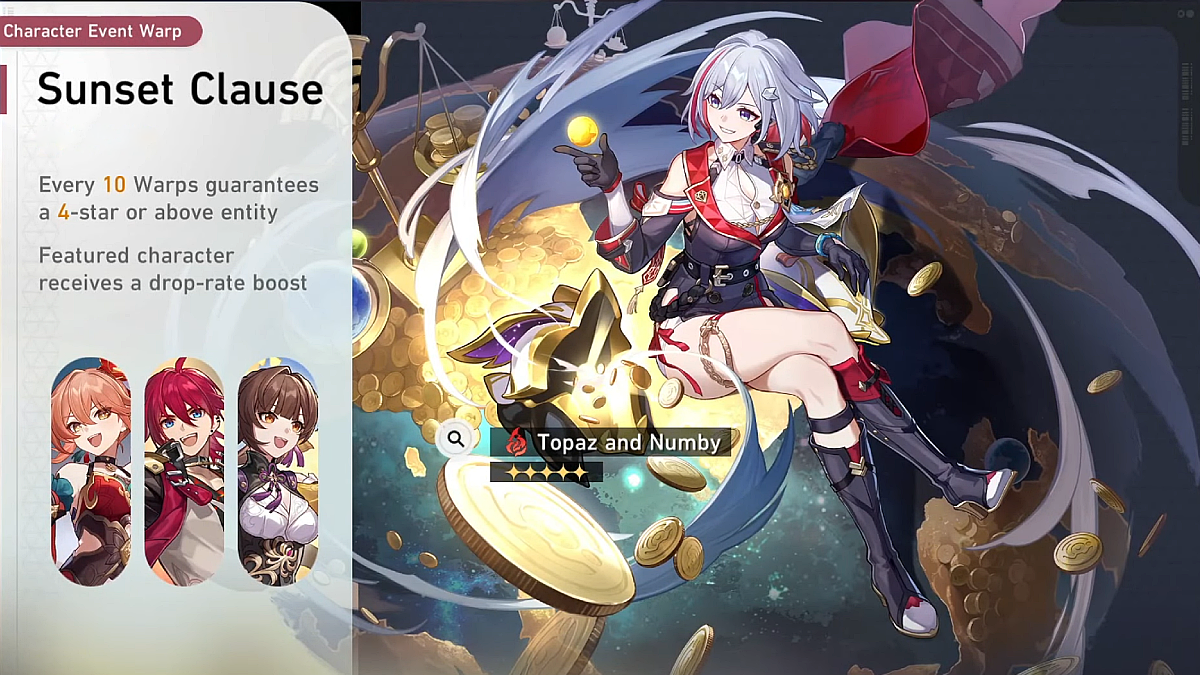 Character Event Warp
Sunset Clause
Every 10 Warps guarantees
a 4-star or above entity
Featured character
receives a drop-rate boost
Topaz and Numby